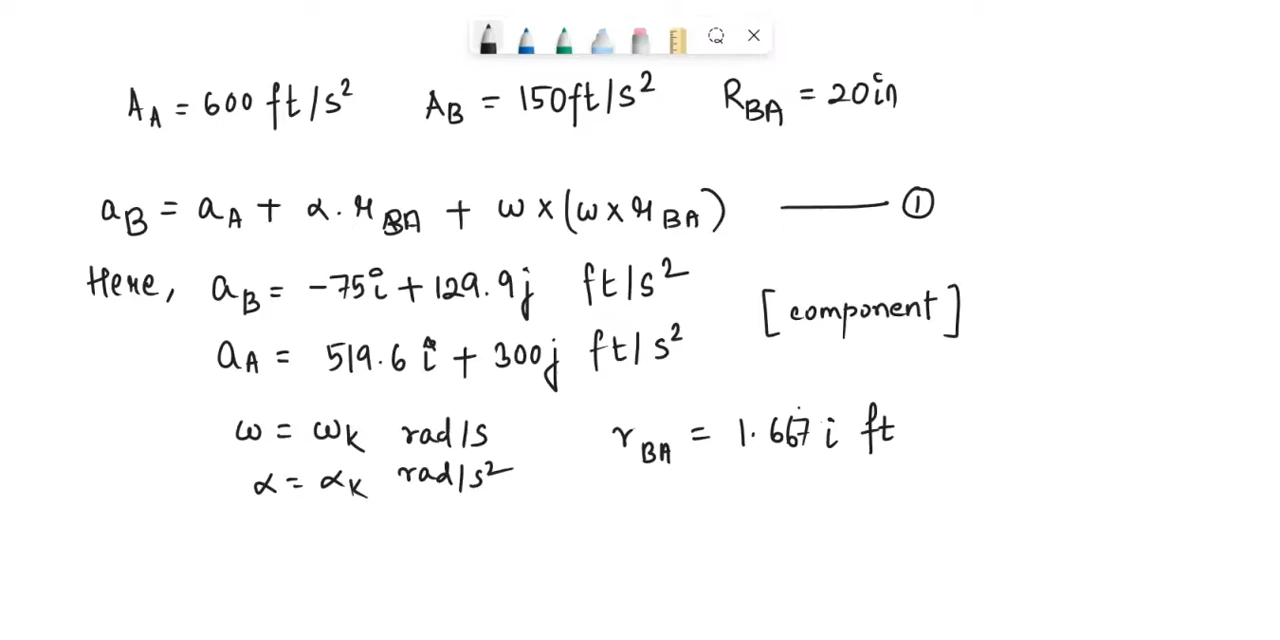 A_A = 600 ft/s² A_B = 150ft/s² R_BA = 20in
a_B = a_A + α. r_BA + ω × (ω × r_BA) ——— ①
Here, a_B = -75i + 129.9j ft/s²
[component]
a_A = 519.6 i + 300j ft/s²
ω = ω_K rad/s r_BA = 1.667 i ft
α = α_K rad/s²